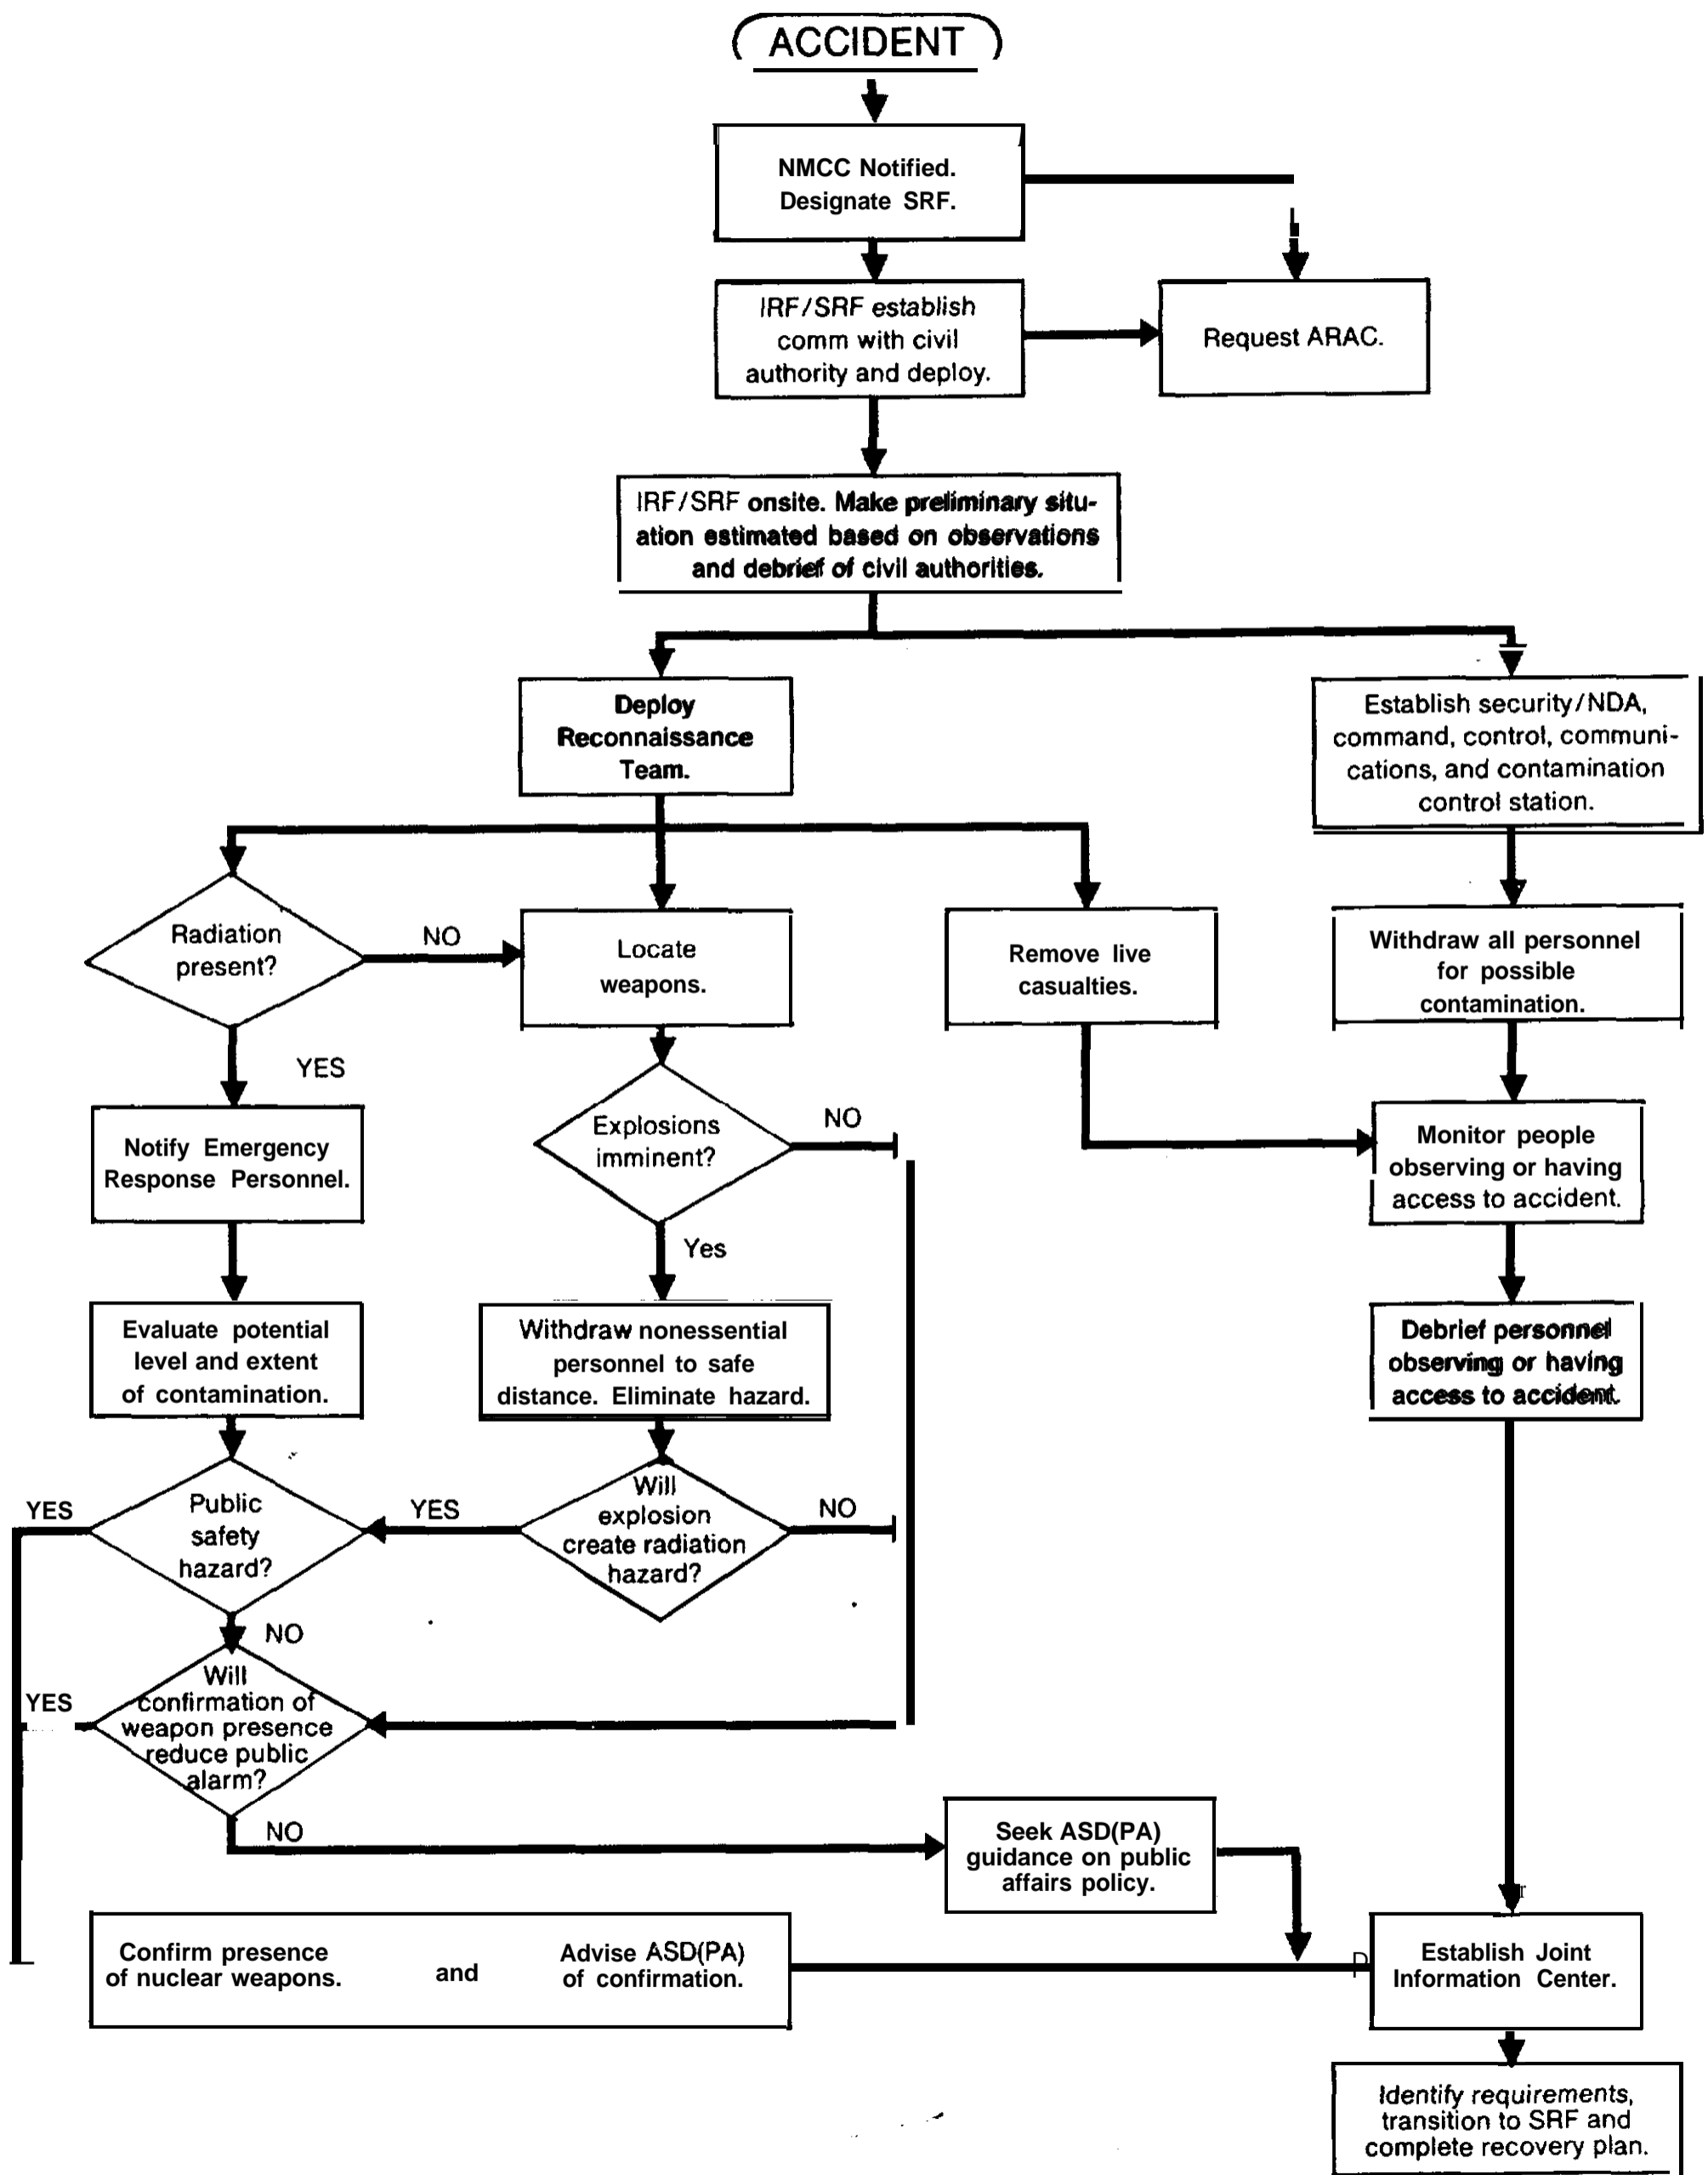 ACCIDENT
NMCC Notified.
Designate SRF.
IRF/SRF establish
comm with civil
authority and deploy.
Request ARAC.
IRF/SRF onsite. Make preliminary situ-
ation estimated based on observations
and debrief of civil authorities.
Deploy
Reconnaissance
Team.
Establish security/NDA,
command, control, communi-
cations, and contamination
control station.
Radiation
present?
NO
Locate
weapons.
Remove live
casualties.
Withdraw all personnel
for possible
contamination.
YES
Notify Emergency
Response Personnel.
Explosions
imminent?
NO
Monitor people
observing or having
access to accident.
Yes
Evaluate potential
level and extent
of contamination.
Withdraw nonessential
personnel to safe
distance. Eliminate hazard.
Debrief personnel
observing or having
access to accident.
YES
Public
safety
hazard?
YES
Will
explosion
create radiation
hazard?
NO
NO
YES
Will
confirmation of
weapon presence
reduce public
alarm?
NO
Seek ASD(PA)
guidance on public
affairs policy.
Confirm presence
of nuclear weapons.
and
Advise ASD(PA)
of confirmation.
Establish Joint
Information Center.
Identify requirements,
transition to SRF and
complete recovery plan.